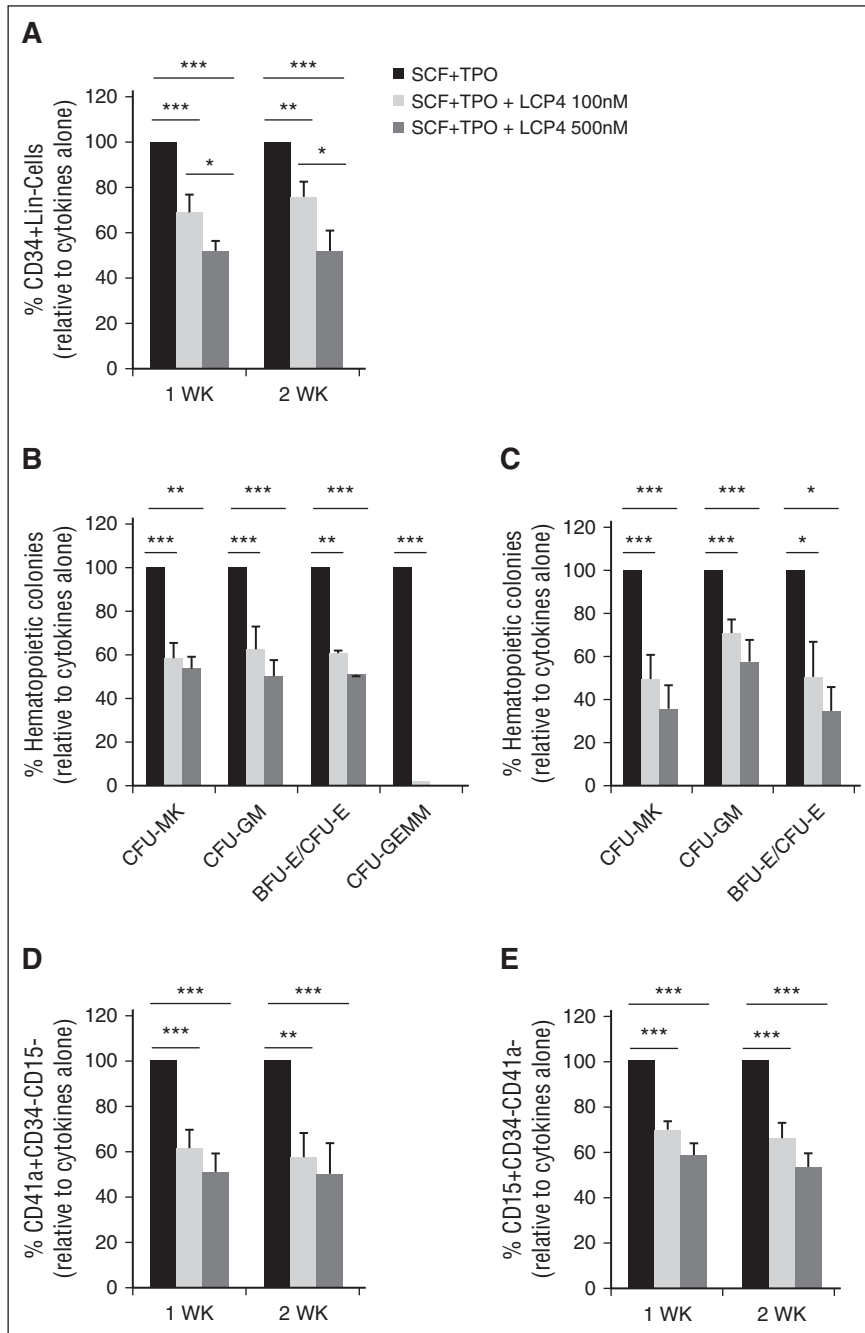 A
***
***
***
**
*
*
SCF+TPO
SCF+TPO + LCP4 100nM
SCF+TPO + LCP4 500nM
120
100
80
60
40
20
0
% CD34+Lin-Cells
(relative to cytokines alone)
1 WK
2 WK
B
**
***
***
***
***
**
***
120
100
80
60
40
20
0
% Hematopoietic colonies
(relative to cytokines alone)
CFU-MK
CFU-GM
BFU-E/CFU-E
CFU-GEMM
C
***
***
*
***
***
*
120
100
80
60
40
20
0
% Hematopoietic colonies
(relative to cytokines alone)
CFU-MK
CFU-GM
BFU-E/CFU-E
D
***
***
***
**
120
100
80
60
40
20
0
% CD41a+CD34-CD15-
(relative to cytokines alone)
1 WK
2 WK
E
***
***
***
***
120
100
80
60
40
20
0
% CD15+CD34-CD41a-
(relative to cytokines alone)
1 WK
2 WK